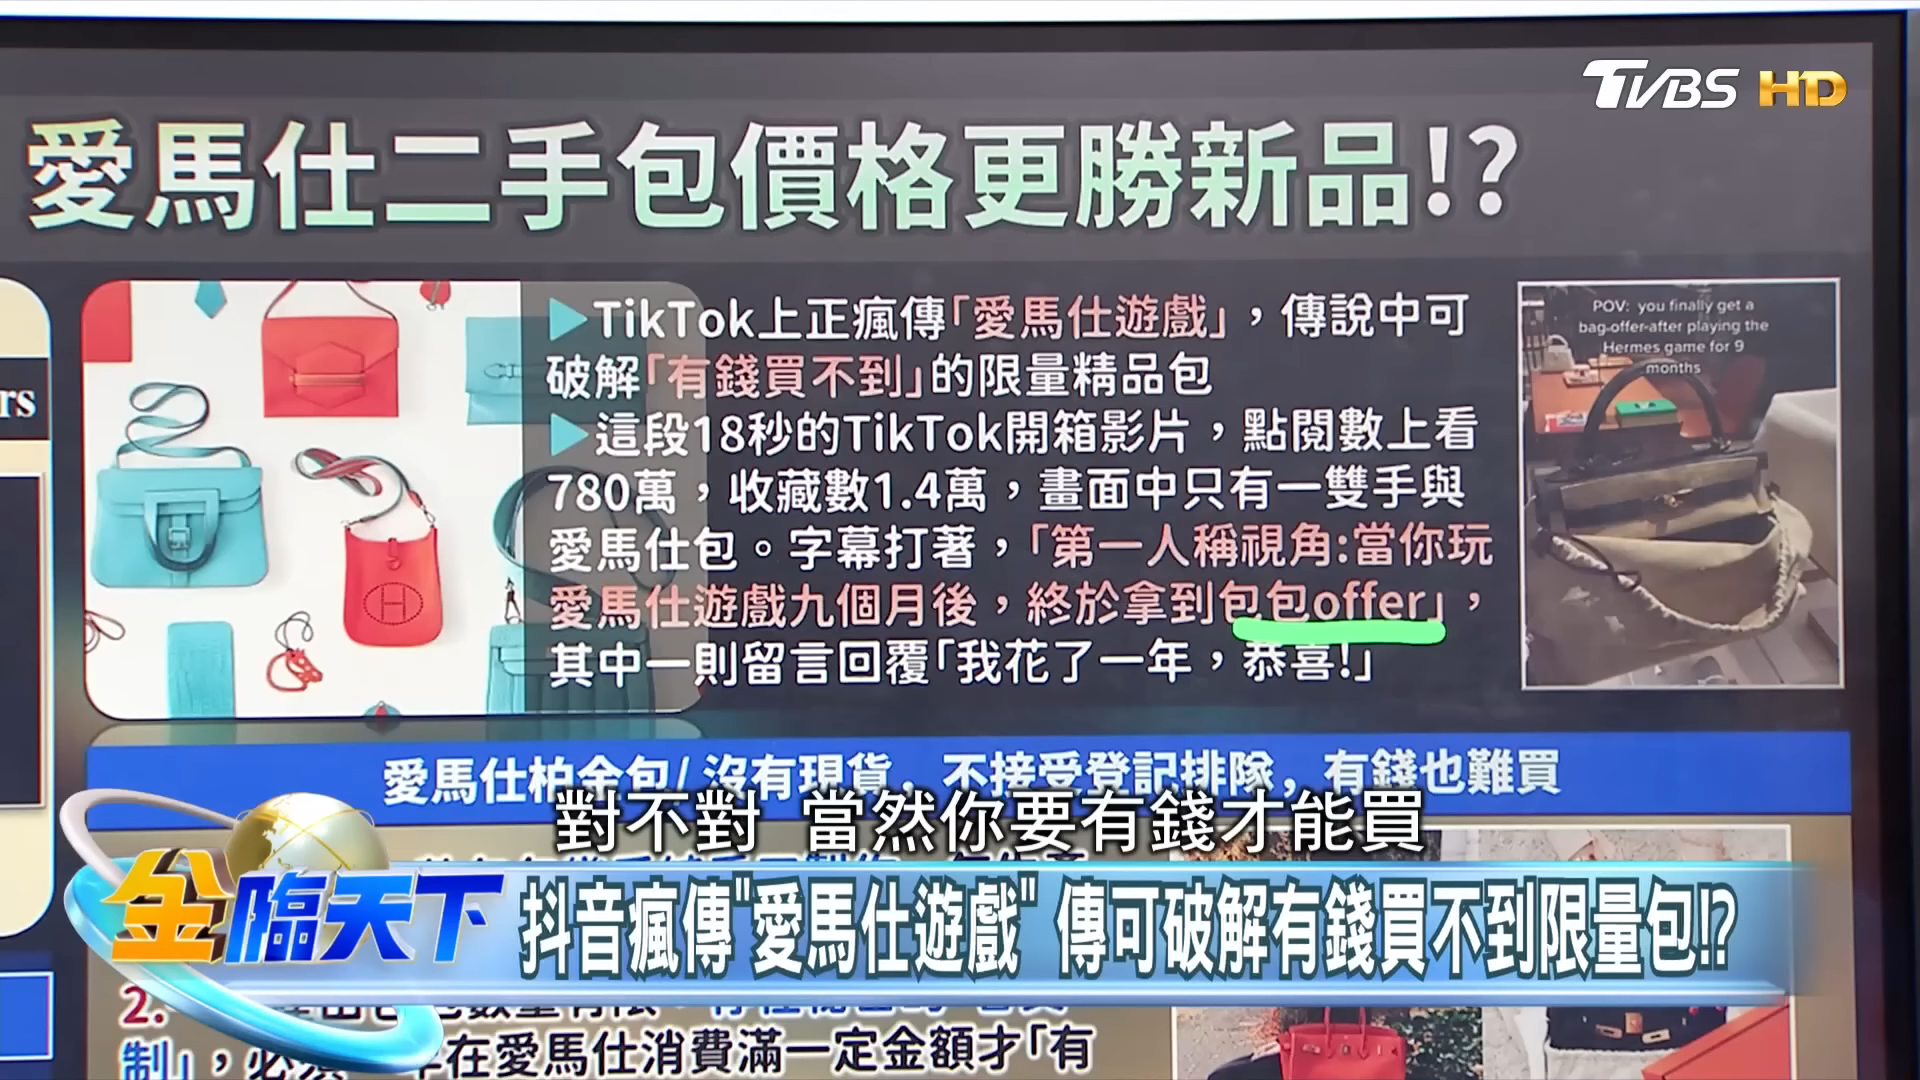 TVBS HD
愛馬仕二手包價格更勝新品!?
rs
▶TikTok上正瘋傳「愛馬仕遊戲」，傳說中可
破解「有錢買不到」的限量精品包
▶這段18秒的TikTok開箱影片，點閱數上看
780萬，收藏數1.4萬，畫面中只有一雙手與
愛馬仕包。字幕打著，「第一人稱視角:當你玩
愛馬仕遊戲九個月後，終於拿到包包offer」，
其中一則留言回覆「我花了一年，恭喜!」
POV: you finally get a
bag offer after playing the
Hermes game for 9
months
愛馬仕柏金包/沒有現貨，不接受登記排隊，有錢也難買
對不對 當然你要有錢才能買
金臨天下
抖音瘋傳"愛馬仕遊戲" 傳可破解有錢買不到限量包!?
2.
制」，必須一年在愛馬仕消費滿一定金額才「有